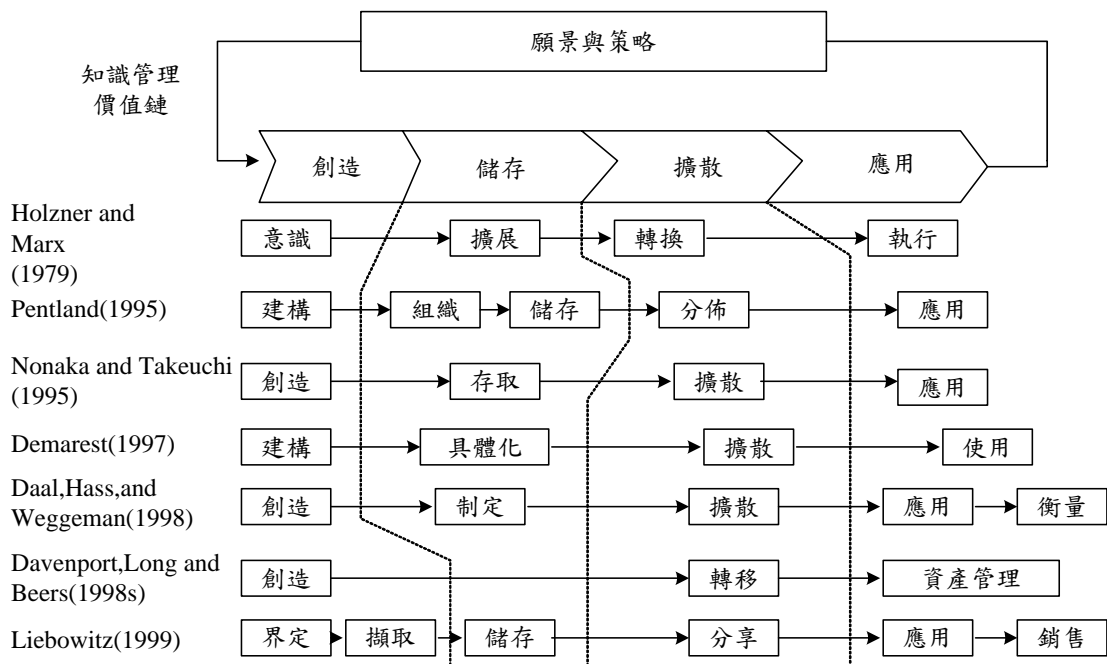 願景與策略
知識管理
價值鏈
創造 儲存 擴散 應用
Holzner and
Marx
(1979)
意識 擴展 轉換 執行
Pentland(1995)
建構 組織 儲存 分佈 應用
Nonaka and Takeuchi
(1995)
創造 存取 擴散 應用
Demarest(1997)
建構 具體化 擴散 使用
Daal,Hass,and
Weggeman(1998)
創造 制定 擴散 應用 衡量
Davenport,Long and
Beers(1998s)
創造 轉移 資產管理
Liebowitz(1999)
界定 擷取 儲存 分享 應用 銷售